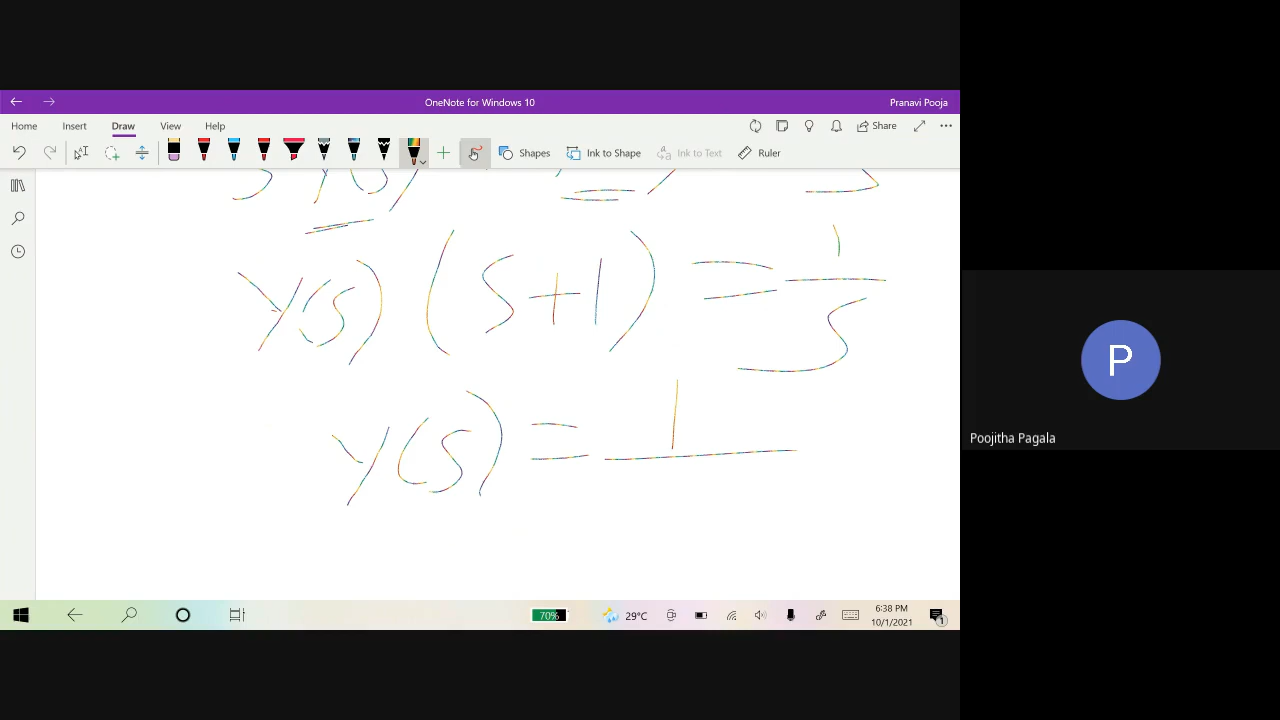 OneNote for Windows 10
Pranavi Pooja
Home Insert Draw View Help
Share
Shapes Ink to Shape Ink to Text Ruler
Y(s) (s+1) = 1/s
Y(s) = 1
P
Poojitha Pagala
70% 29°C
6:38 PM
10/1/2021
1